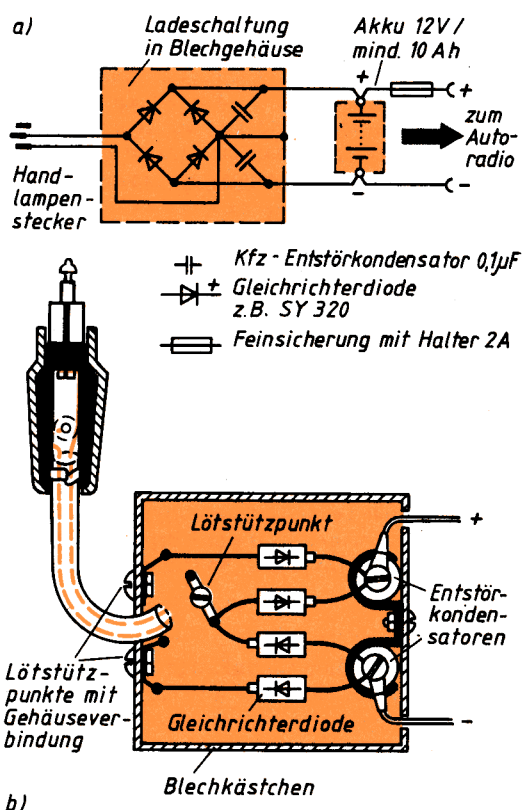 a)
Ladeschaltung
in Blechgehäuse
Akku 12V /
mind. 10 Ah
+
+
zum
Auto-
radio
Hand-
lampen-
stecker
-
-
Kfz - Entstörkondensator 0,1µF
+
Gleichrichterdiode
z.B. SY 320
Feinsicherung mit Halter 2A
Lötstützpunkt
+
Entstör-
konden-
satoren
Lötstütz-
punkte mit
Gehäusever-
bindung
Gleichrichterdiode
-
Blechkästchen
b)